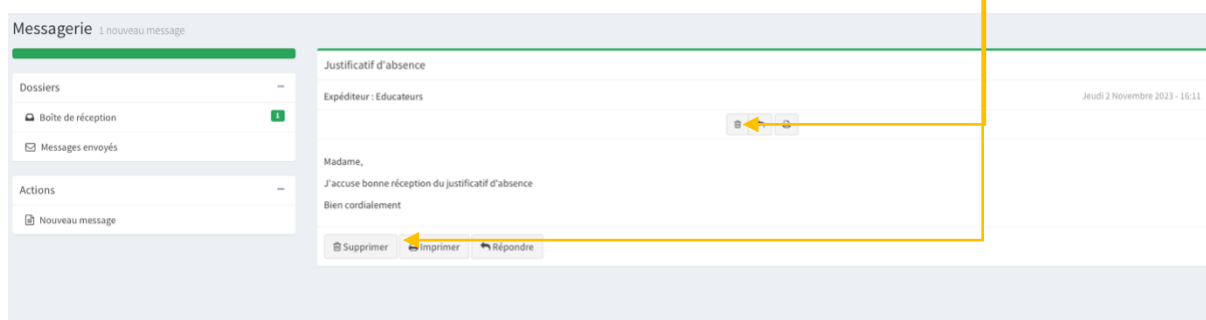 Messagerie 1 nouveau message
Dossiers
Boîte de réception 1
Messages envoyés
Actions
Nouveau message
Justificatif d'absence
Expéditeur : Educateurs Jeudi 2 Novembre 2023 - 16:11
Madame,
J'accuse bonne réception du justificatif d'absence
Bien cordialement
Supprimer Imprimer Répondre